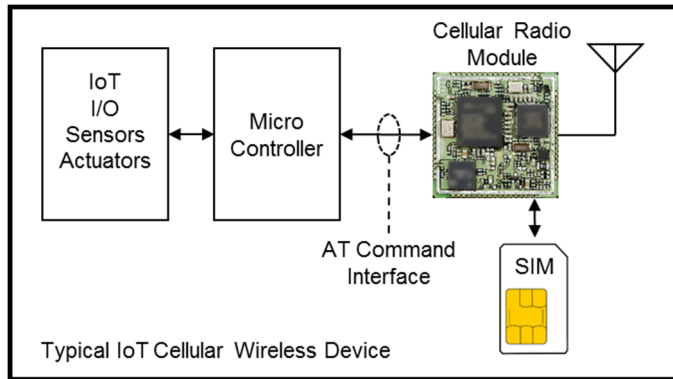 Cellular Radio
Module
IoT
I/O
Sensors
Actuators
Micro
Controller
AT Command
Interface
SIM
Typical IoT Cellular Wireless Device